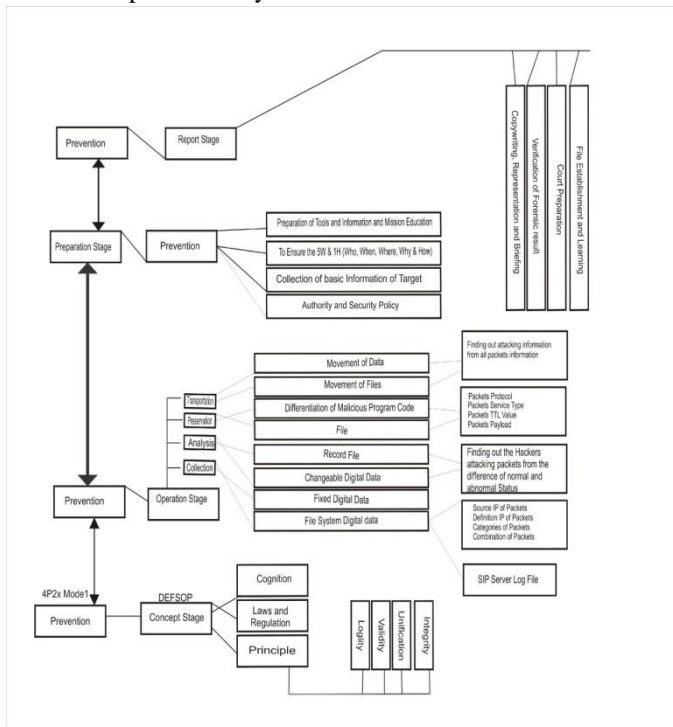 Prevention
Report Stage
Copywriting, Representation and Briefing
Verification of Forensic result
Court Preparation
File Establishment and Learning
Preparation Stage
Prevention
Preparation of Tools and Information and Mission Education
To Ensure the 5W & 1H (Who, When, Where, Why & How)
Collection of basic Information of Target
Authority and Security Policy
Prevention
Operation Stage
Transportation
Preservation
Analysis
Collection
Movement of Data
Movement of Files
Differentiation of Malicious Program Code
File
Record File
Changeable Digital Data
Fixed Digital Data
File System Digital data
Finding out attacking information
from all packets information
Packets Protocol
Packets Service Type
Packets TTL Value
Packets Payload
Finding out the Hackers
attacking packets from the
difference of normal and
abnormal Status
Source IP of Packets
Definition IP of Packets
Categories of Packets
Combination of Packets
SIP Server Log File
4P2x Mode1
Prevention
DEFSOP
Concept Stage
Cognition
Laws and
Regulation
Principle
Loglity
Validity
Unification
Integrity